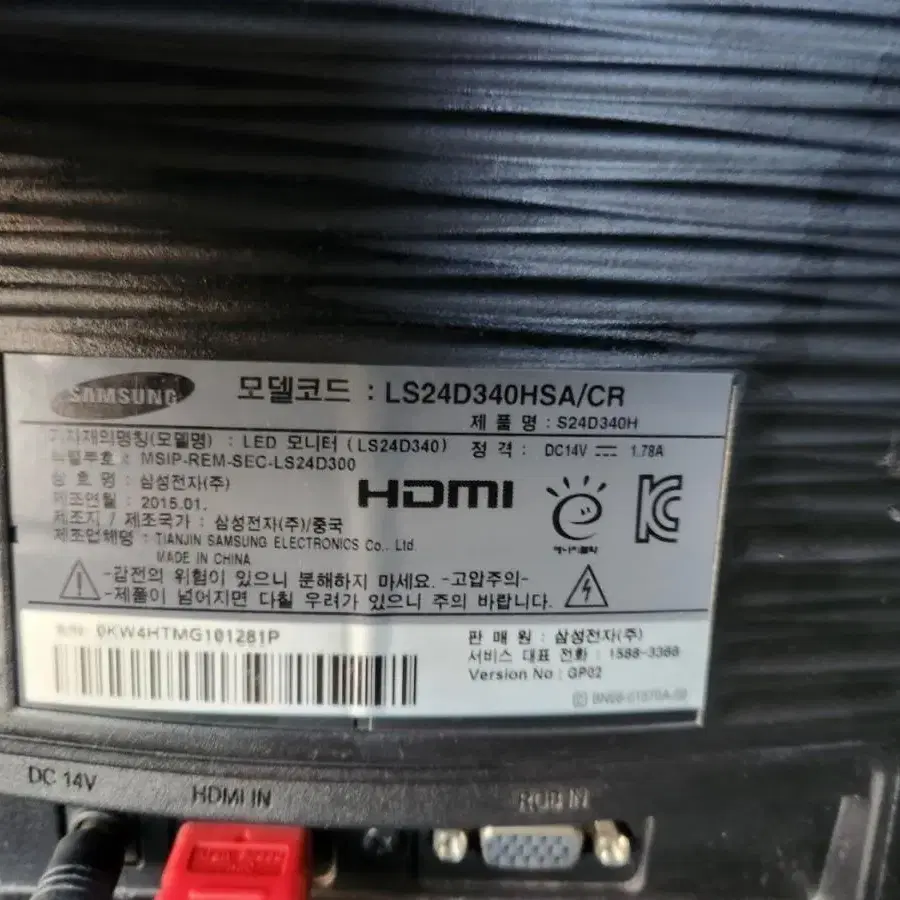 SAMSUNG
모델코드 : LS24D340HSA/CR
제 품 명 : S24D340H
기자재의명칭(모델명) : LED 모니터 (LS24D340)
정 격 : DC14V 1.78A
MSIP-REM-SEC-LS24D300
상 호 명 : 삼성전자(주)
제조연월 : 2015.01.
제조자 / 제조국가 : 삼성전자(주)/중국
제조업체명 : TIANJIN SAMSUNG ELECTRONICS Co., Ltd.
MADE IN CHINA
HDMI
KC
-감전의 위험이 있으니 분해하지 마세요. -고압주의-
-제품이 넘어지면 다칠 우려가 있으니 주의 바랍니다.
0KW4HTMG101281P
판 매 원 : 삼성전자(주)
서비스 대표 전화 : 1588-3366
Version No : GP02
DC 14V
HDMI IN
RGB IN